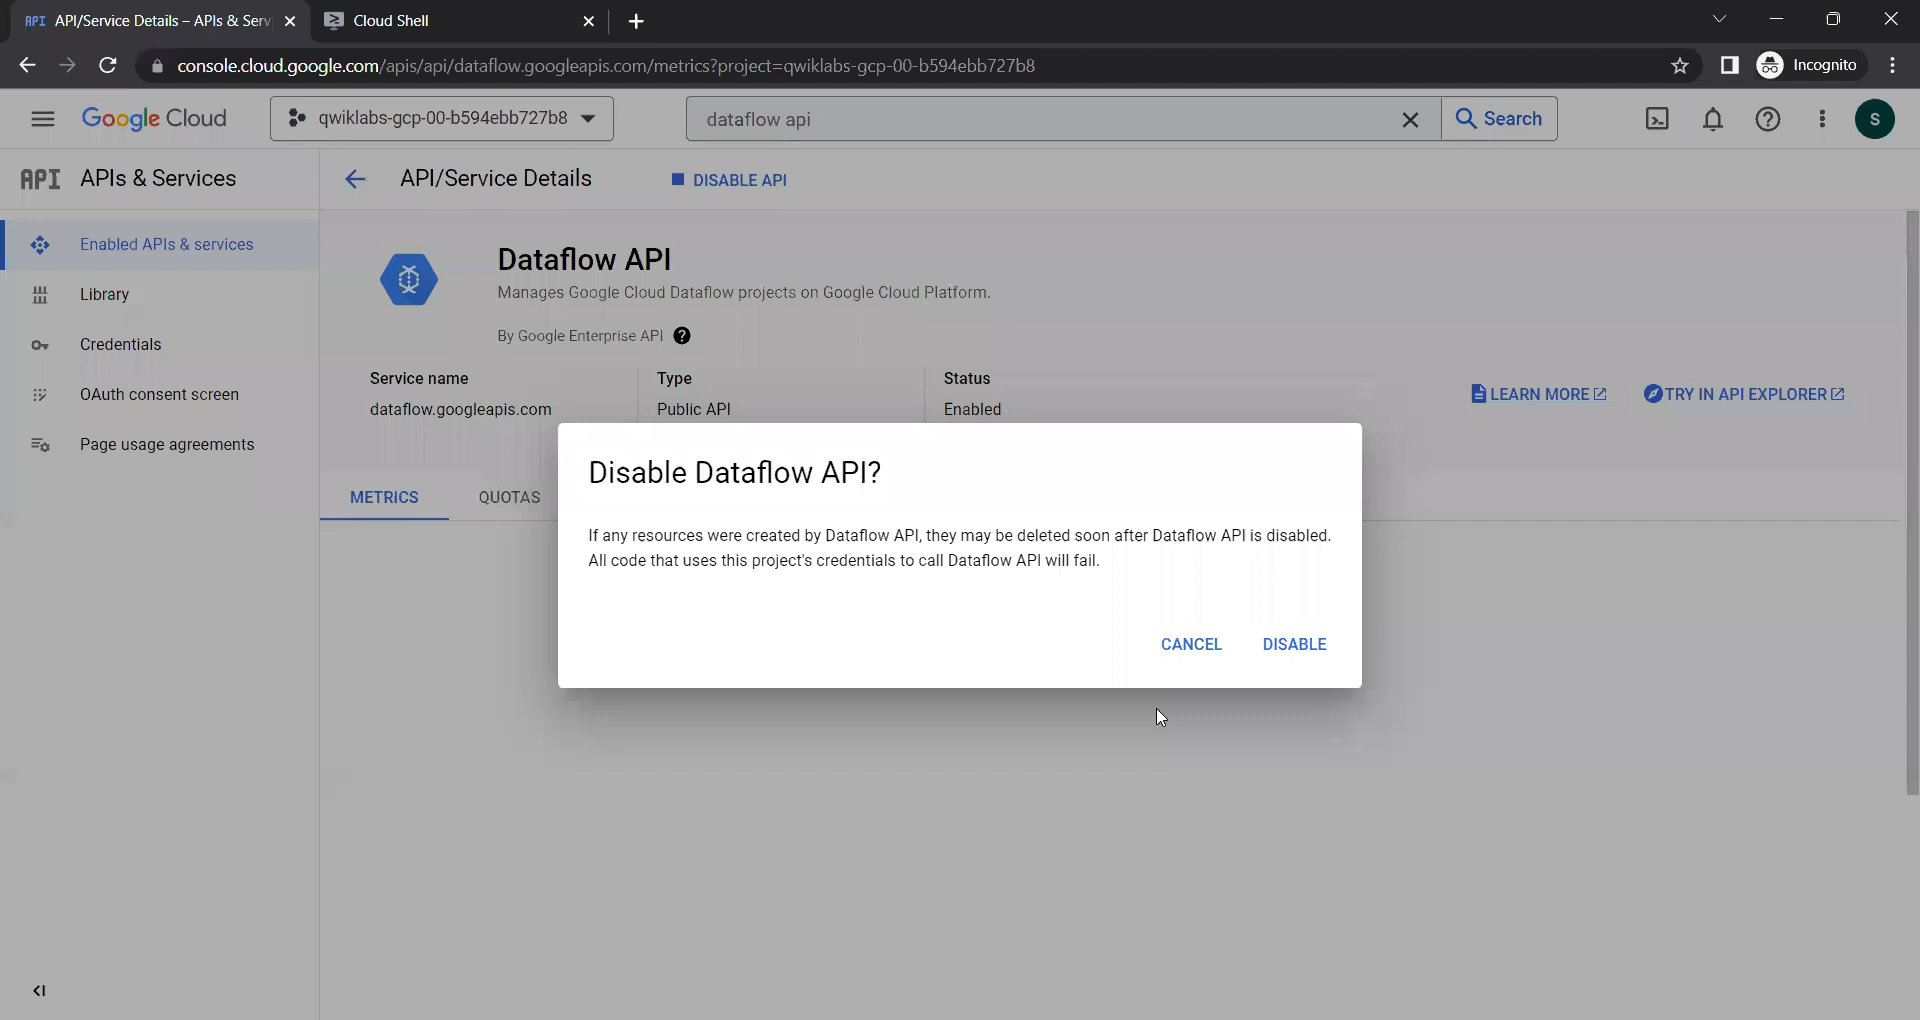 API API/Service Details – APIs & Serv
Cloud Shell
console.cloud.google.com/apis/api/dataflow.googleapis.com/metrics?project=qwiklabs-gcp-00-b594ebb727b8
Incognito
Google Cloud
qwiklabs-gcp-00-b594ebb727b8
dataflow api
Search
S
API APIs & Services
API/Service Details
DISABLE API
Enabled APIs & services
Library
Credentials
OAuth consent screen
Page usage agreements
Dataflow API
Manages Google Cloud Dataflow projects on Google Cloud Platform.
By Google Enterprise API
Service name
dataflow.googleapis.com
Type
Public API
Status
Enabled
LEARN MORE
TRY IN API EXPLORER
METRICS
QUOTAS
Disable Dataflow API?
If any resources were created by Dataflow API, they may be deleted soon after Dataflow API is disabled.
All code that uses this project's credentials to call Dataflow API will fail.
CANCEL
DISABLE